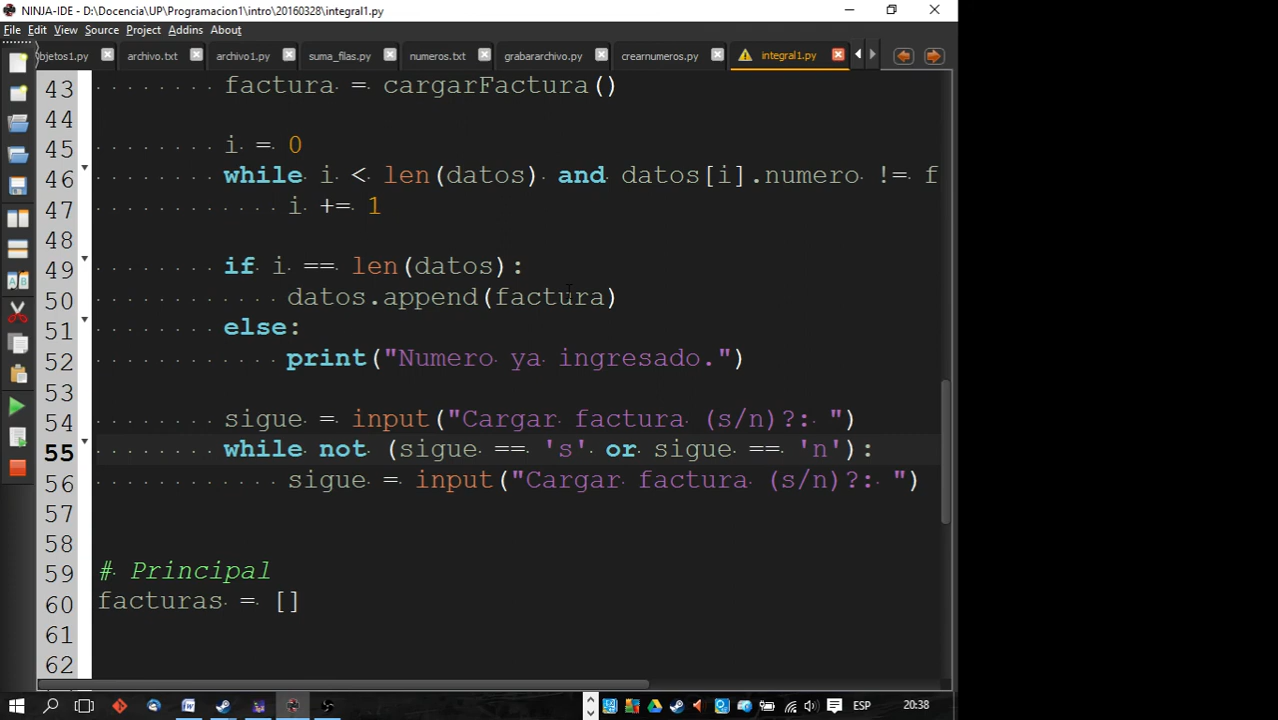 NINJA-IDE - D:\Docencia\UP\Programacion1\intro\20160328\integral1.py
File Edit View Source Project Addins About
bjetos1.py archivo.txt archivo1.py suma_filas.py numeros.txt grabararchivo.py crearnumeros.py integral1.py
43 factura = cargarFactura()
44
45 i = 0
46 while i < len(datos) and datos[i].numero != f
47 i += 1
48
49 if i == len(datos):
50 datos.append(factura)
51 else:
52 print("Numero ya ingresado.")
53
54 sigue = input("Cargar factura (s/n)?: ")
55 while not (sigue == 's' or sigue == 'n'):
56 sigue = input("Cargar factura (s/n)?: ")
57
58
59 # Principal
60 facturas = []
61
62
ESP 20:38